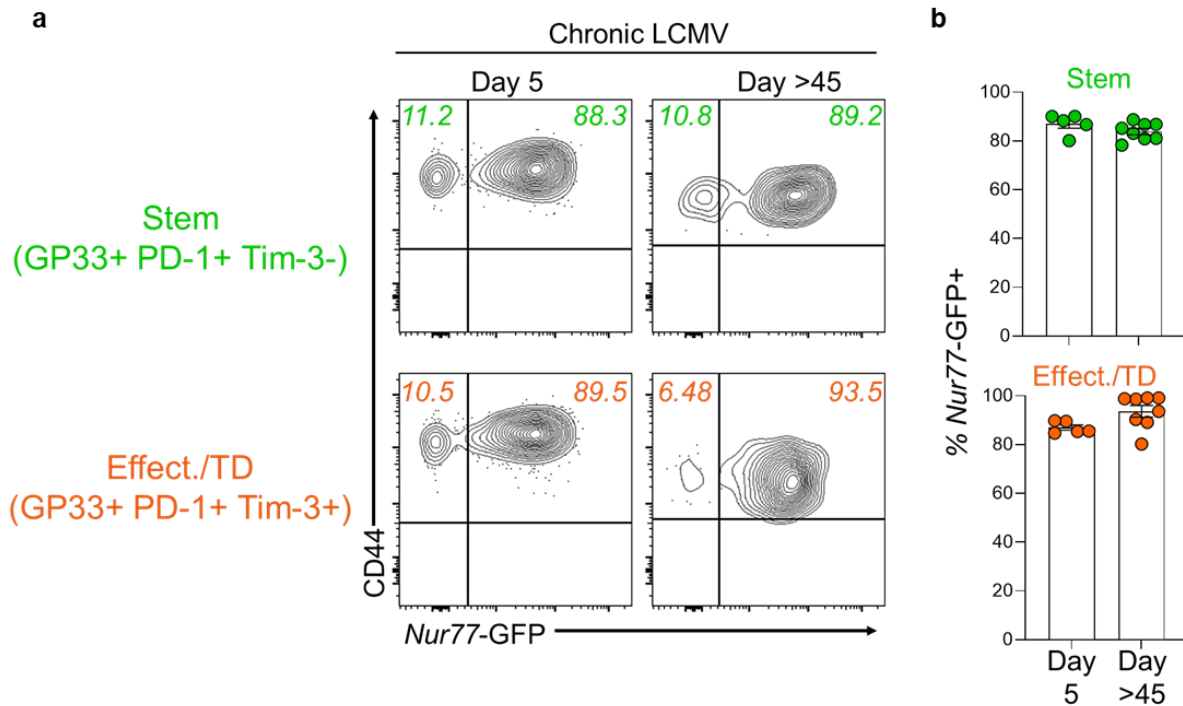 a
b
Chronic LCMV
Day 5
Day >45
11.2
88.3
10.8
89.2
Stem
(GP33+ PD-1+ Tim-3-)
10.5
89.5
6.48
93.5
Effect./TD
(GP33+ PD-1+ Tim-3+)
CD44
Nur77-GFP
Stem
100
80
60
40
20
0
Effect./TD
100
80
60
40
20
0
% Nur77-GFP+
Day
5
Day
>45